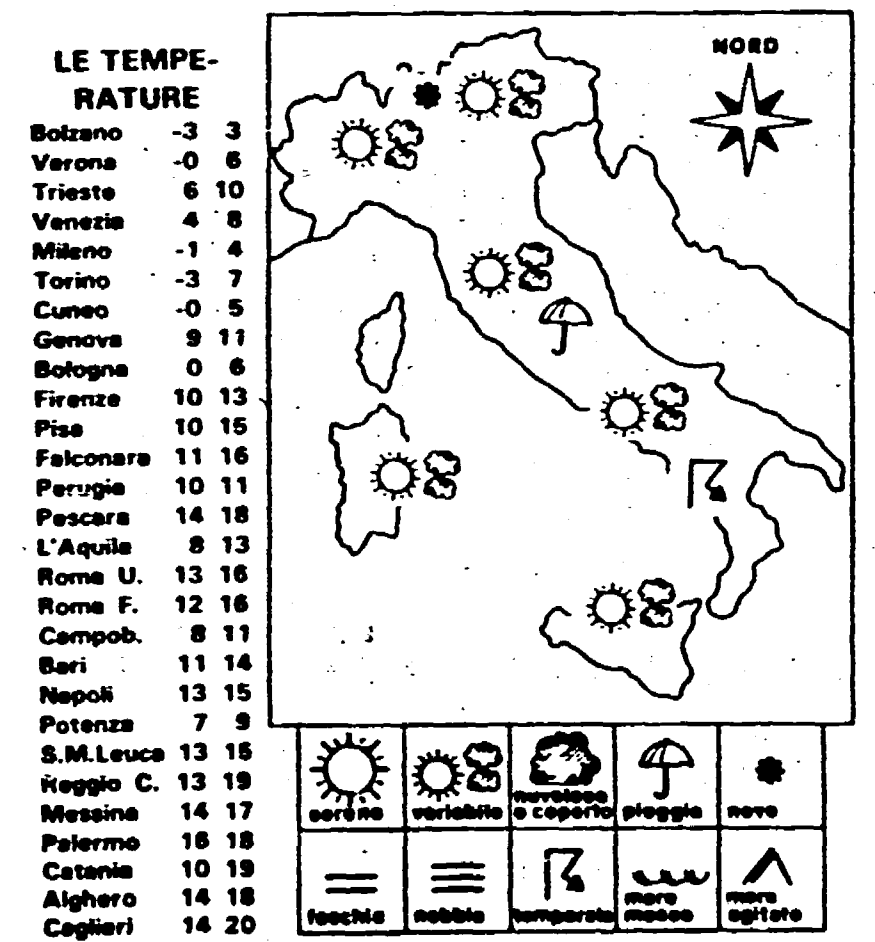 LE TEMPE-
RATURE
Bolzano -3 3
Verona -0 6
Trieste 6 10
Venezia 4 8
Mileno -1 4
Torino -3 7
Cuneo -0 5
Genova 9 11
Bologna 0 6
Firenze 10 13
Pisa 10 15
Falconara 11 16
Perugia 10 11
Pescara 14 18
L'Aquila 8 13
Roma U. 13 16
Roma F. 12 16
Campob. 8 11
Bari 11 14
Napoli 13 15
Potenza 7 9
S.M.Leuca 13 15
Reggio C. 13 19
Messina 14 17
Palermo 16 18
Catania 10 19
Alghero 14 18
Cagliari 14 20
NORD
sereno
variabile
nuvoloso
o coperto
pioggia
neve
foschia
nebbia
temporale
mare
mosso
mare
agitato